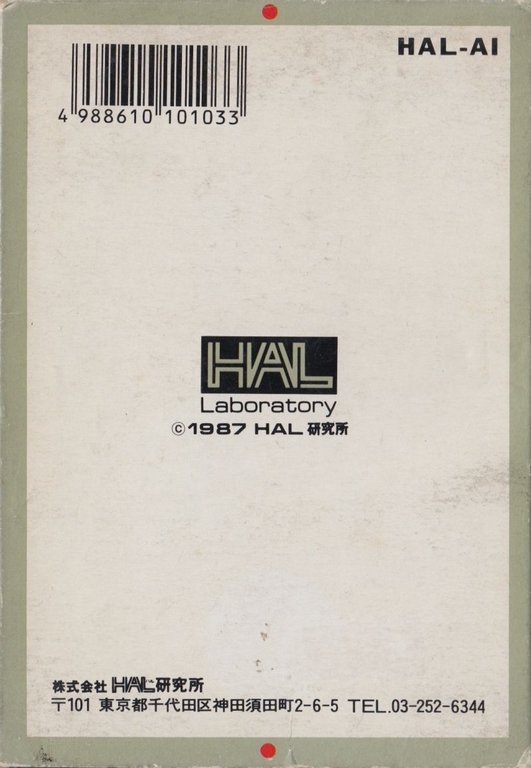 HAL-AI
4 988610 101033
HAL
Laboratory
©1987 HAL 研究所
株式会社 HAL研究所
〒101 東京都千代田区神田須田町2-6-5 TEL.03-252-6344